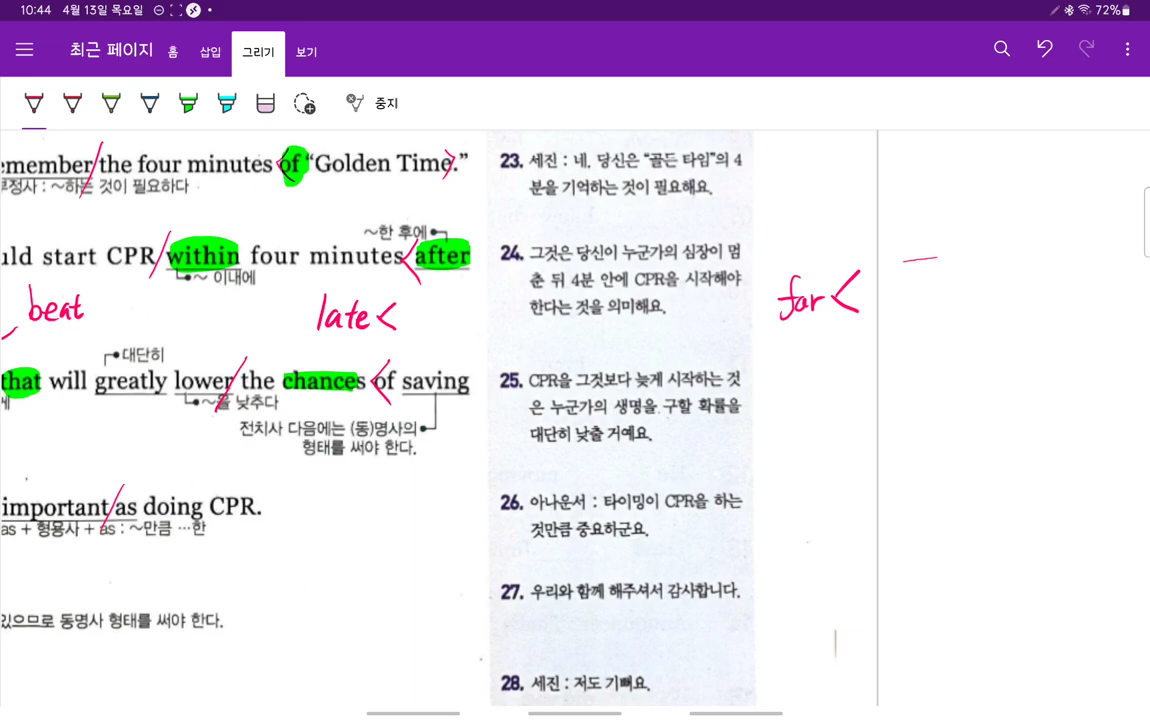 10:44 4월 13일 목요일 72%
최근 페이지 홈 삽입 그리기 보기
중지
emember the four minutes of “Golden Time.”
부정사 : ~하는 것이 필요하다
~한 후에
uld start CPR within four minutes after
~ 이내에
beat
late <
대단히
that will greatly lower the chances of saving
~을 낮추다
전치사 다음에는 (동)명사의
형태를 써야 한다.
important as doing CPR.
as + 형용사 + as : ~만큼 …한
있으므로 동명사 형태를 써야 한다.
23. 세진 : 네, 당신은 “골든 타임”의 4
분을 기억하는 것이 필요해요.
24. 그것은 당신이 누군가의 심장이 멈
춘 뒤 4분 안에 CPR을 시작해야
한다는 것을 의미해요.
25. CPR을 그것보다 늦게 시작하는 것
은 누군가의 생명을 구할 확률을
대단히 낮출 거예요.
26. 아나운서 : 타이밍이 CPR을 하는
것만큼 중요하군요.
27. 우리와 함께 해주셔서 감사합니다.
28. 세진 : 저도 기뻐요.
far <